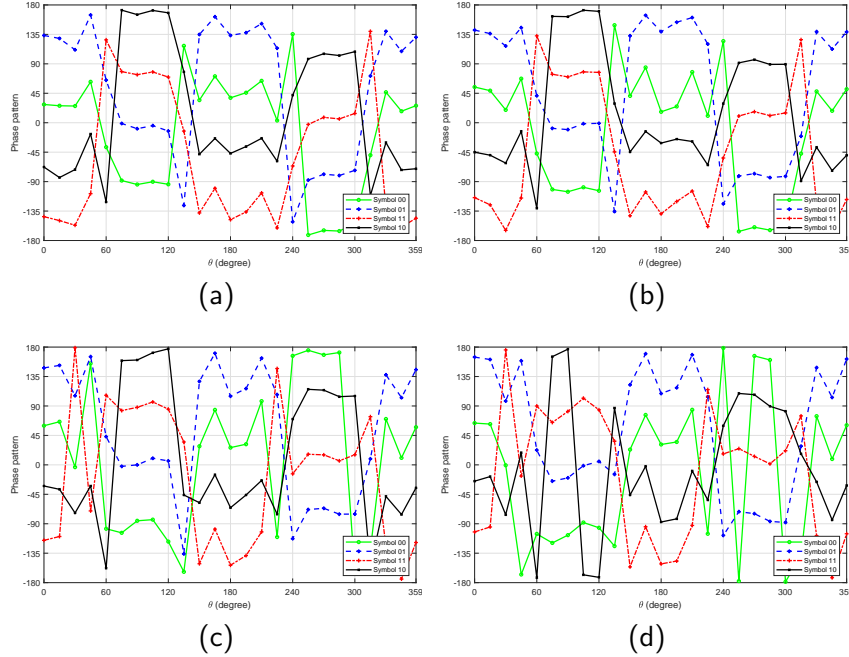 180
135
90
45
0
-45
-90
-135
-180
Phase pattern
0 60 120 180 240 300 359
θ (degree)
Symbol 00
Symbol 01
Symbol 11
Symbol 10
(a)
180
135
90
45
0
-45
-90
-135
-180
Phase pattern
0 60 120 180 240 300 35
θ (degree)
Symbol 00
Symbol 01
Symbol 11
Symbol 10
(b)
180
135
90
45
0
-45
-90
-135
-180
Phase pattern
0 60 120 180 240 300 359
θ (degree)
Symbol 00
Symbol 01
Symbol 11
Symbol 10
(c)
180
135
90
45
0
-45
-90
-135
-180
Phase pattern
0 60 120 180 240 300 35
θ (degree)
Symbol 00
Symbol 01
Symbol 11
Symbol 10
(d)